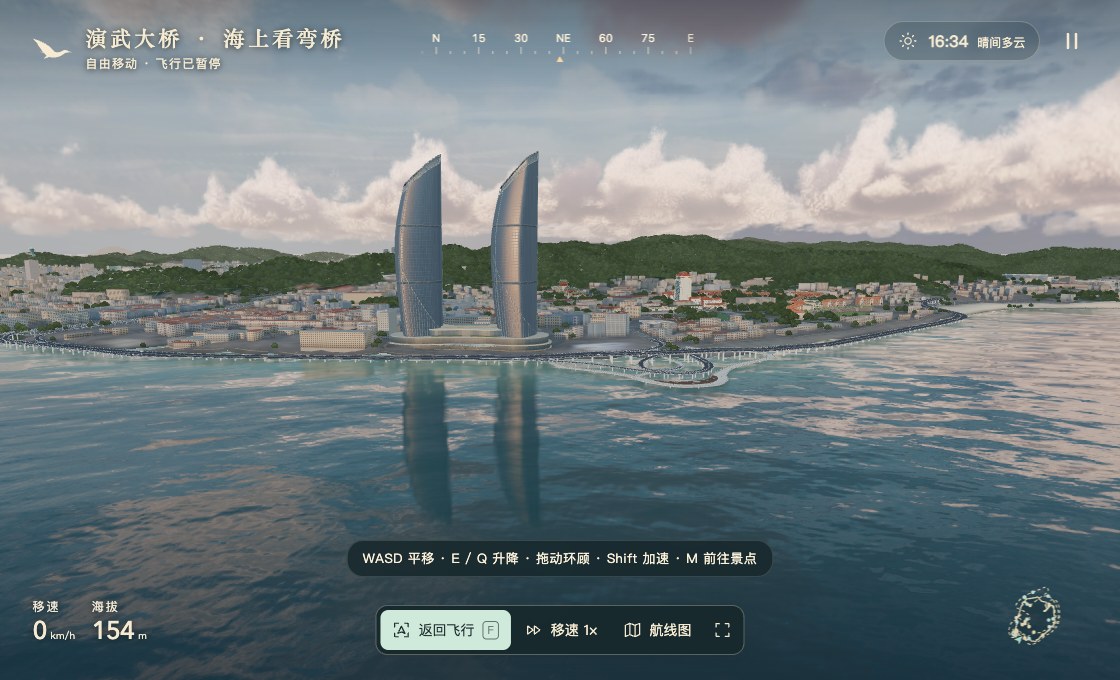 演武大桥 · 海上看弯桥
自由移动 · 飞行已暂停
N 15 30 NE 60 75 E
16:34 晴间多云
WASD 平移 · E / Q 升降 · 拖动环顾 · Shift 加速 · M 前往景点
移速 海拔
0 km/h 154 m
返回飞行 F 移速 1x 航线图